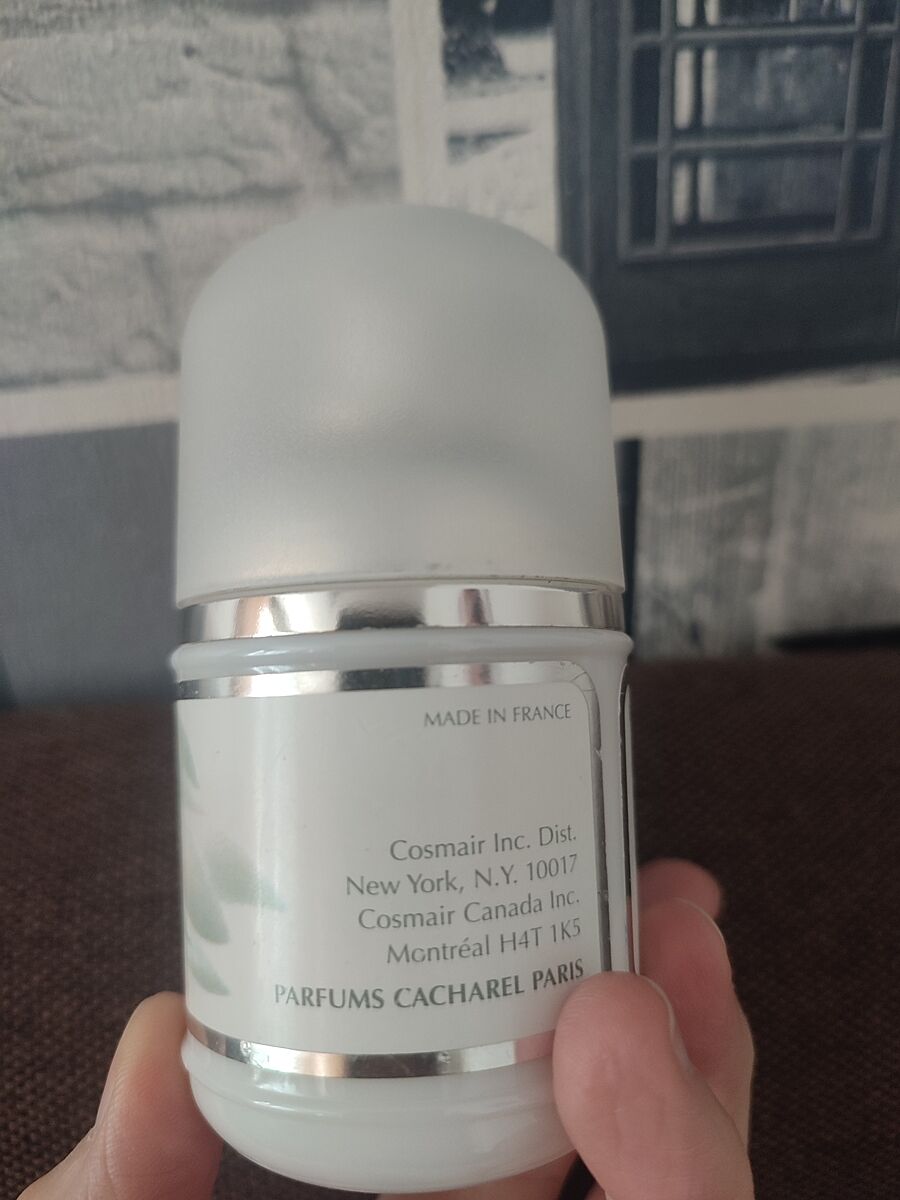 MADE IN FRANCE
Cosmair Inc. Dist.
New York, N.Y. 10017
Cosmair Canada Inc.
Montréal H4T 1K5
PARFUMS CACHAREL PARIS